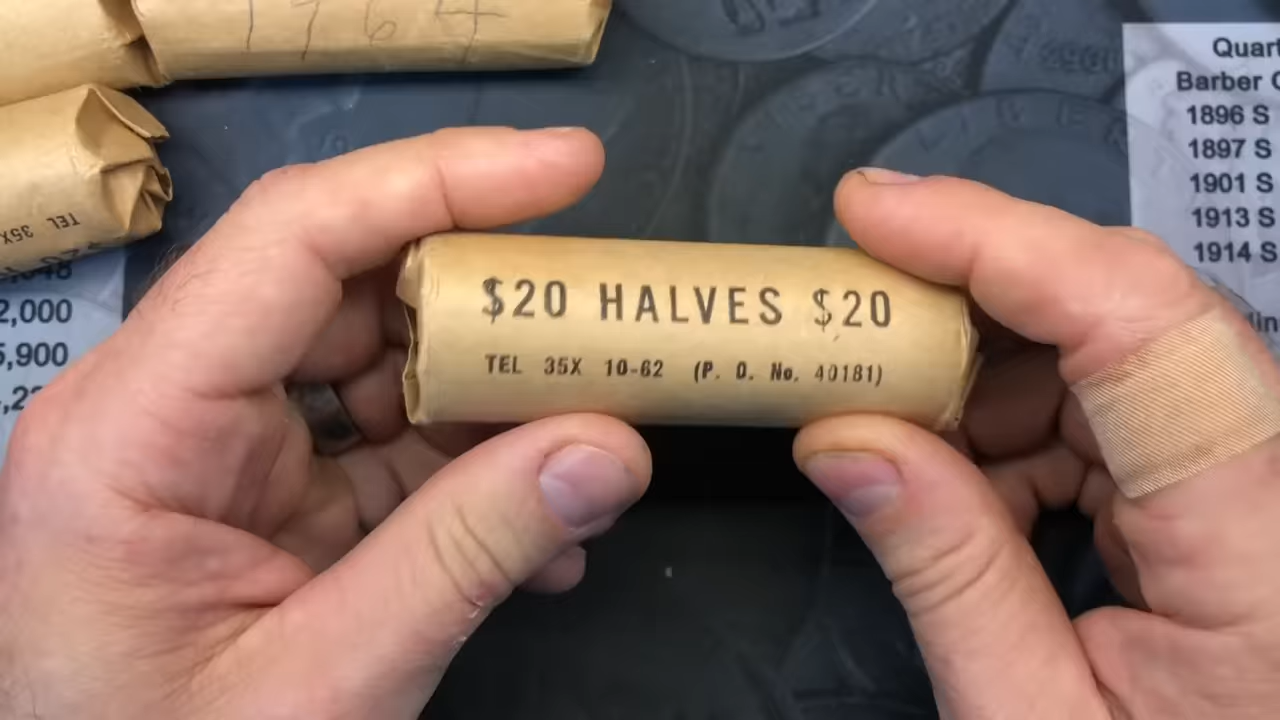 1964
TEL 35X
2,000
5,900
$20 HALVES $20
TEL 35X 10-62 (P. O. No. 40181)
Barber
1896 S
1897 S
1901 S
1913 S
1914 S